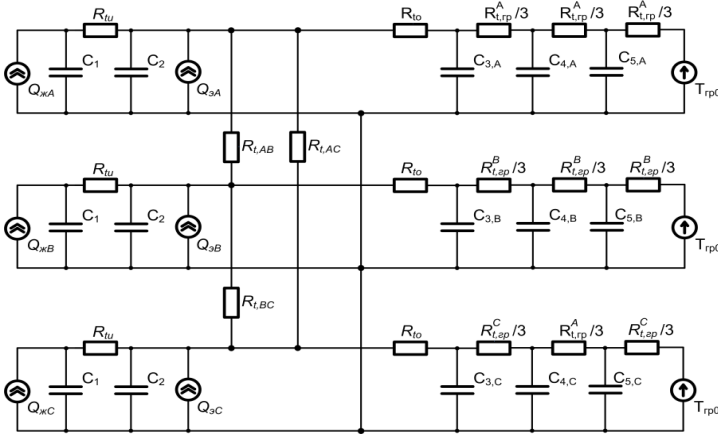 R_tu R_to R^A_t,гр/3 R^A_t,гр/3 R^A_t,гр/3
Q_жA C_1 C_2 Q_эA C_3,A C_4,A C_5,A T_гр0
R_t,AB R_t,AC
R_tu R_to R^B_t,гр/3 R^B_t,гр/3 R^B_t,гр/3
Q_жB C_1 C_2 Q_эB C_3,B C_4,B C_5,B T_гр0
R_t,BC
R_tu R_to R^C_t,гр/3 R^A_t,гр/3 R^C_t,гр/3
Q_жC C_1 C_2 Q_эC C_3,C C_4,C C_5,C T_гр0